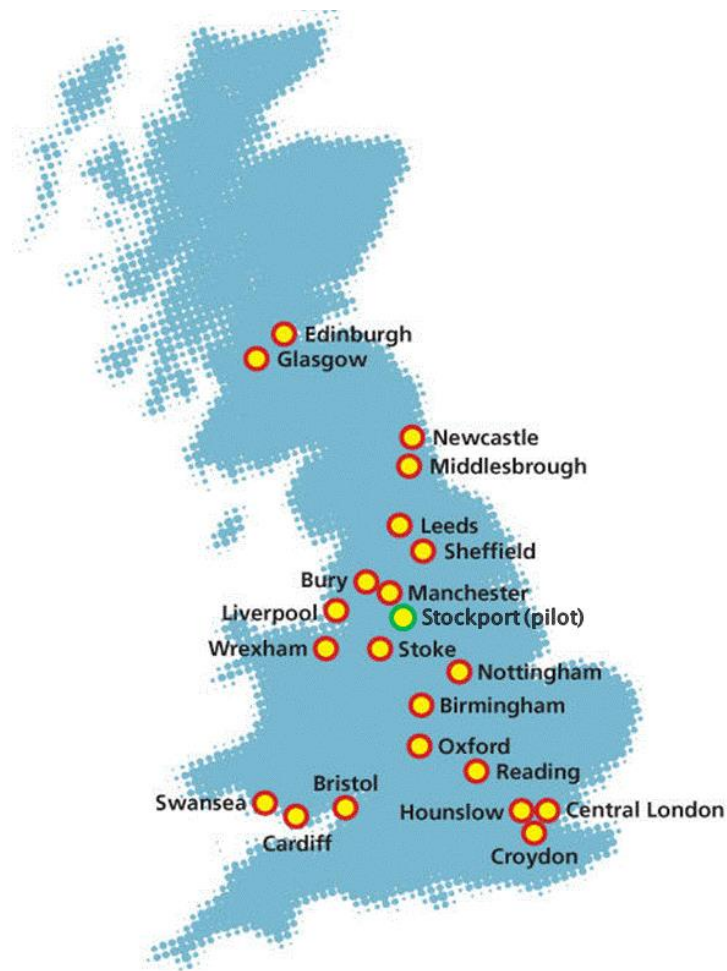 Edinburgh
Glasgow
Newcastle
Middlesbrough
Leeds
Sheffield
Bury
Manchester
Liverpool
Stockport (pilot)
Wrexham
Stoke
Nottingham
Birmingham
Oxford
Reading
Bristol
Swansea
Hounslow
Central London
Cardiff
Croydon